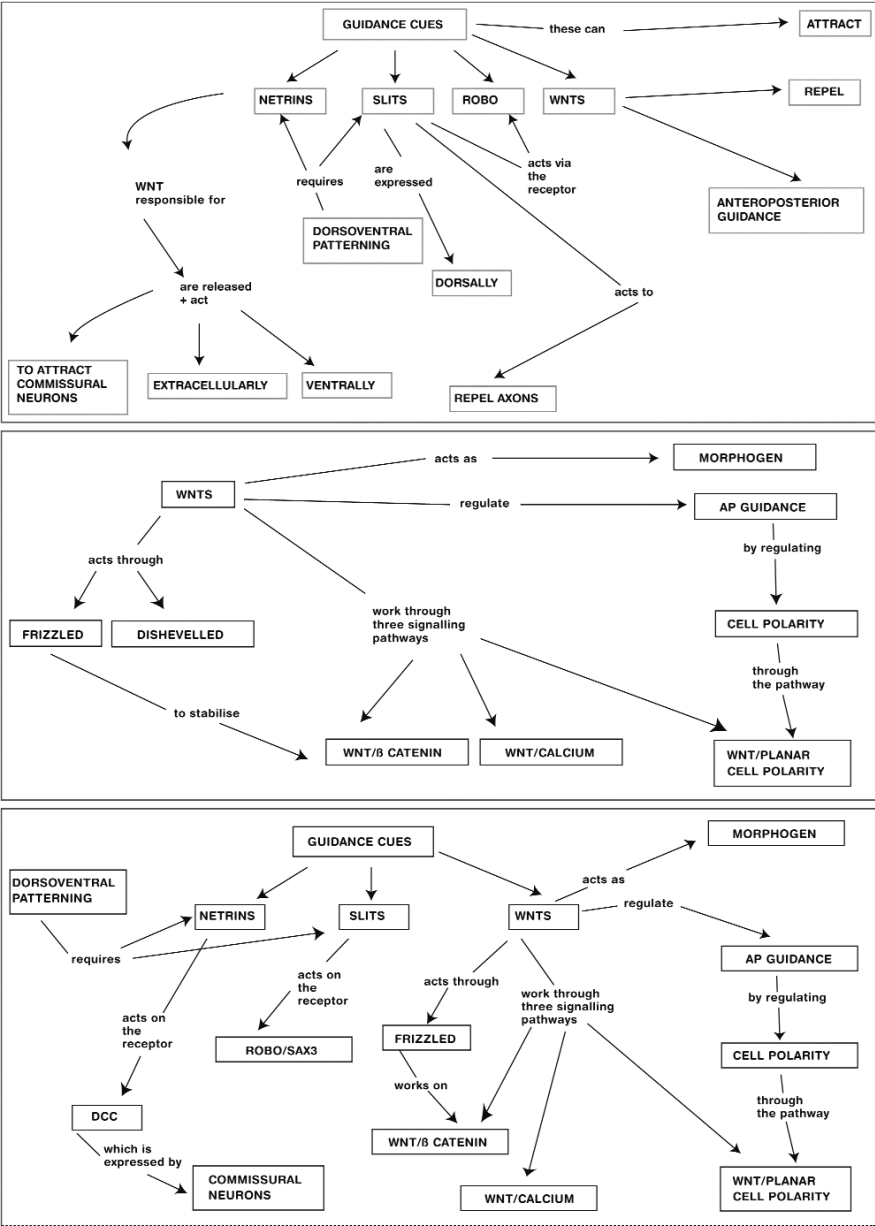 GUIDANCE CUES
these can
ATTRACT
NETRINS
SLITS
ROBO
WNTS
REPEL
acts via
the
receptor
are
expressed
requires
WNT
responsible for
ANTEROPOSTERIOR
GUIDANCE
DORSOVENTRAL
PATTERNING
DORSALLY
acts to
are released
+ act
TO ATTRACT
COMMISSURAL
NEURONS
EXTRACELLULARLY
VENTRALLY
REPEL AXONS
acts as
MORPHOGEN
WNTS
regulate
AP GUIDANCE
by regulating
acts through
FRIZZLED
DISHEVELLED
work through
three signalling
pathways
CELL POLARITY
through
the pathway
to stabilise
WNT/ß CATENIN
WNT/CALCIUM
WNT/PLANAR
CELL POLARITY
GUIDANCE CUES
MORPHOGEN
DORSOVENTRAL
PATTERNING
acts as
NETRINS
SLITS
WNTS
regulate
requires
AP GUIDANCE
acts on
the
receptor
acts through
work through
three signalling
pathways
by regulating
acts on
the
receptor
ROBO/SAX3
FRIZZLED
CELL POLARITY
works on
through
the pathway
DCC
WNT/ß CATENIN
which is
expressed by
COMMISSURAL
NEURONS
WNT/CALCIUM
WNT/PLANAR
CELL POLARITY